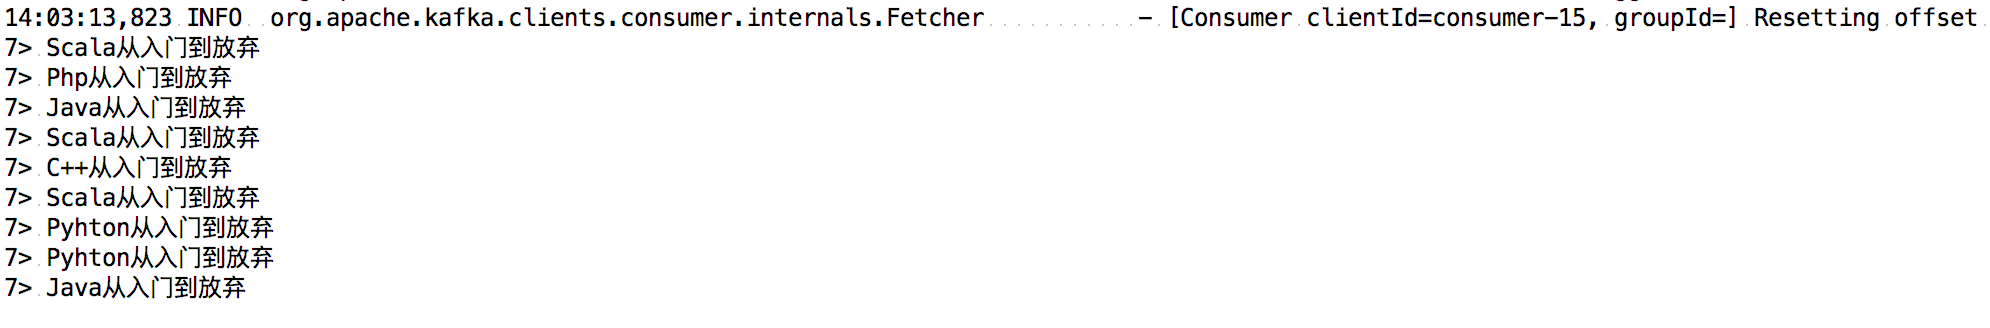 14:03:13,823 INFO  org.apache.kafka.clients.consumer.internals.Fetcher           - [Consumer clientId=consumer-15, groupId=] Resetting offset
7> Scala从入门到放弃
7> Php从入门到放弃
7> Java从入门到放弃
7> Scala从入门到放弃
7> C++从入门到放弃
7> Scala从入门到放弃
7> Pyhton从入门到放弃
7> Pyhton从入门到放弃
7> Java从入门到放弃